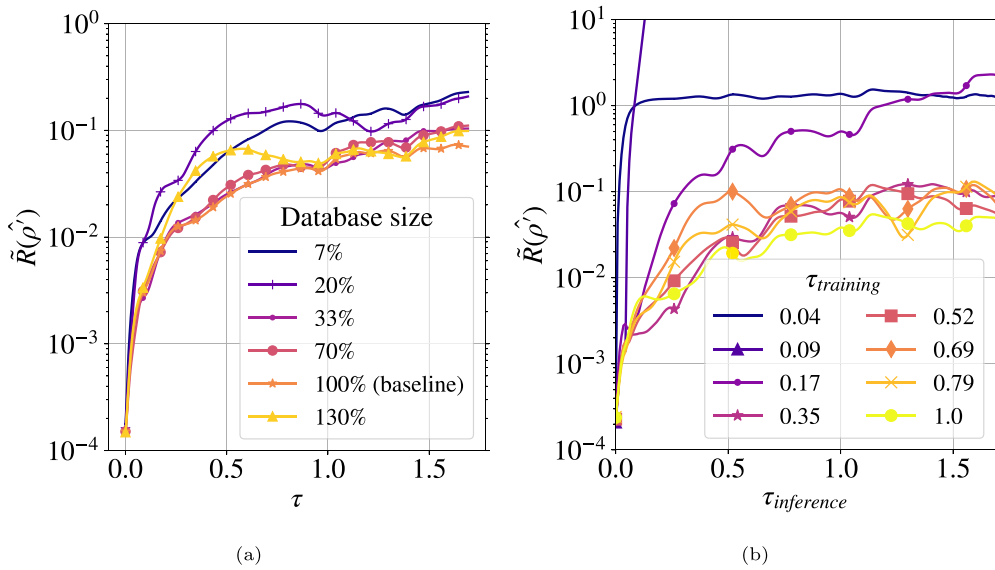 10^0
10^-1
10^-2
10^-3
10^-4
R̃(ρ̂′)
0.0 0.5 1.0 1.5
τ
Database size
7%
20%
33%
70%
100% (baseline)
130%
(a)
10^1
10^0
10^-1
10^-2
10^-3
10^-4
R̃(ρ̂′)
0.0 0.5 1.0 1.5
τ_inference
τ_training
0.04 0.52
0.09 0.69
0.17 0.79
0.35 1.0
(b)